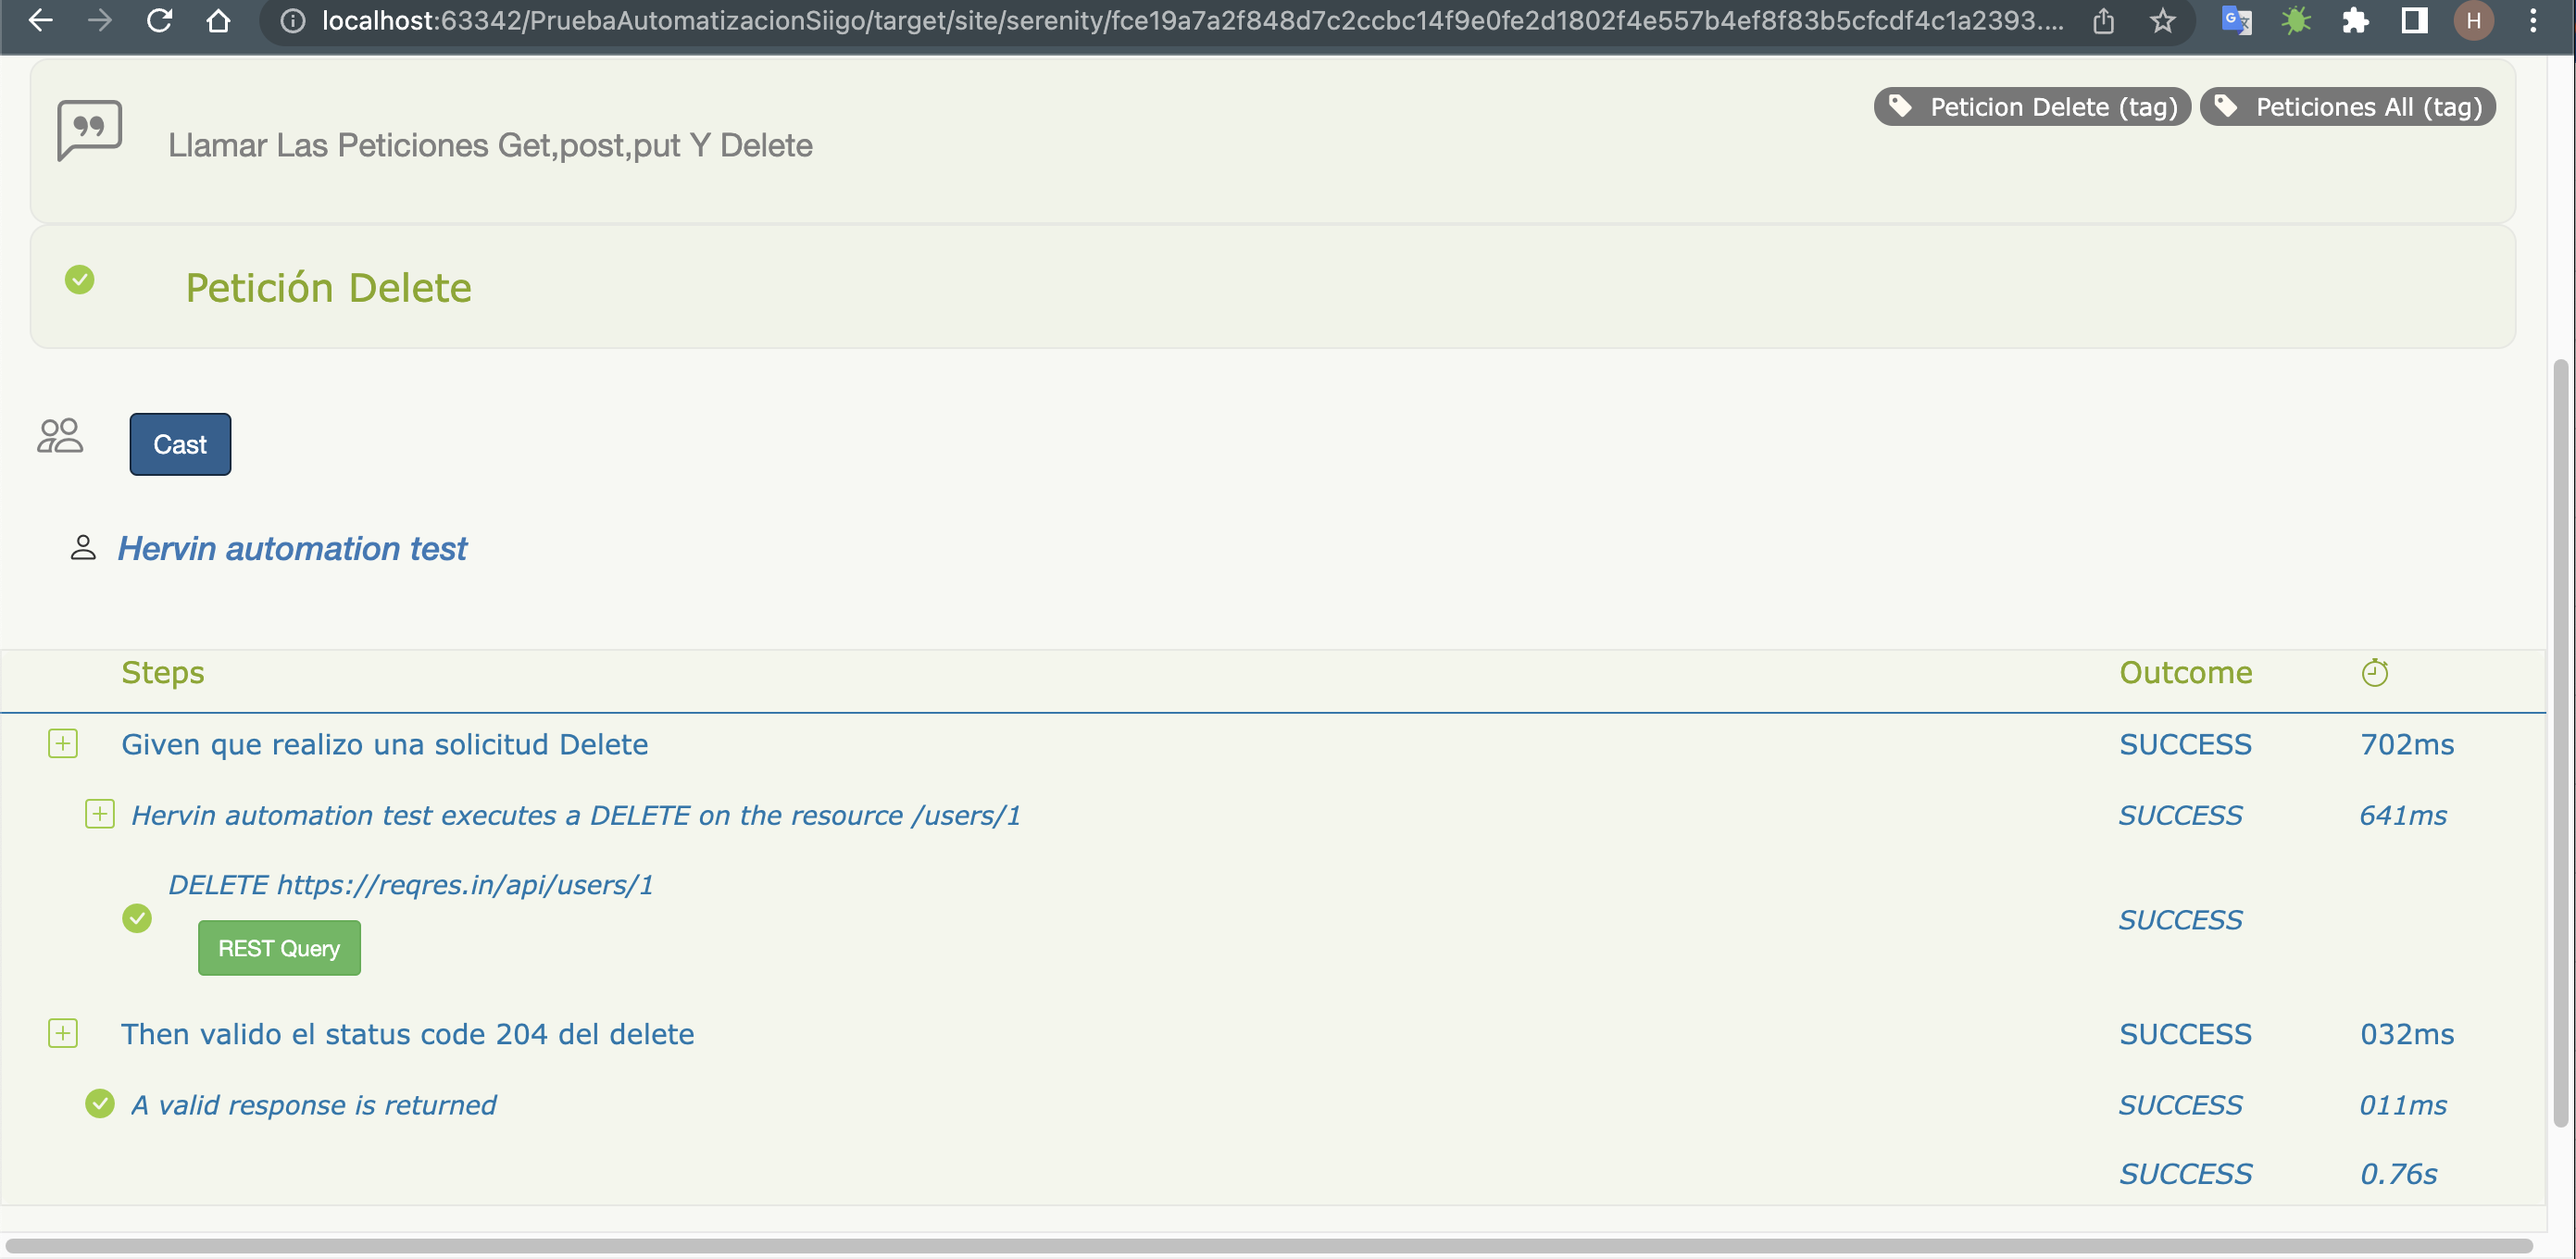 localhost:63342/PruebaAutomatizacionSiigo/target/site/serenity/fce19a7a2f848d7c2ccbc14f9e0fe2d1802f4e557b4ef8f83b5cfcdf4c1a2393....
H
Llamar Las Peticiones Get,post,put Y Delete
Peticion Delete (tag)
Peticiones All (tag)
Petición Delete
Cast
Hervin automation test
Steps Outcome
Given que realizo una solicitud Delete SUCCESS 702ms
Hervin automation test executes a DELETE on the resource /users/1 SUCCESS 641ms
DELETE https://reqres.in/api/users/1
SUCCESS
REST Query
Then valido el status code 204 del delete SUCCESS 032ms
A valid response is returned SUCCESS 011ms
SUCCESS 0.76s